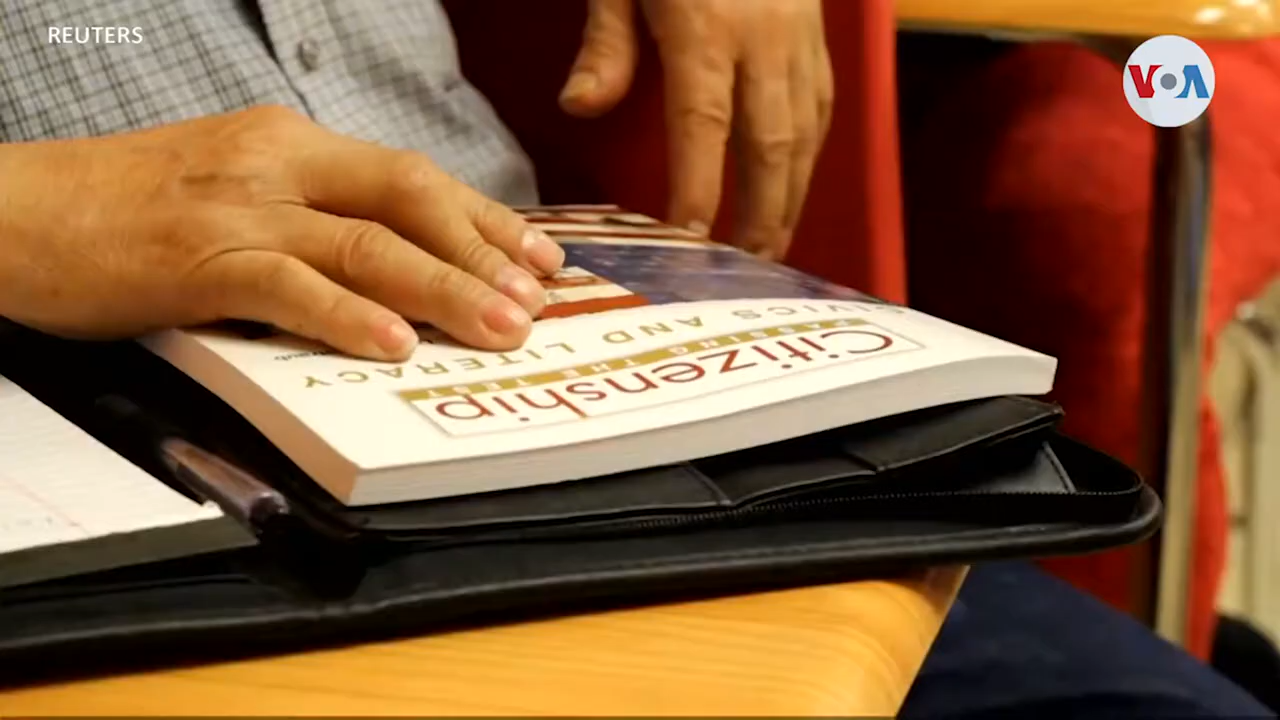 REUTERS
VOA
Citizenship
PASSING THE TEST
CIVICS AND LITERACY